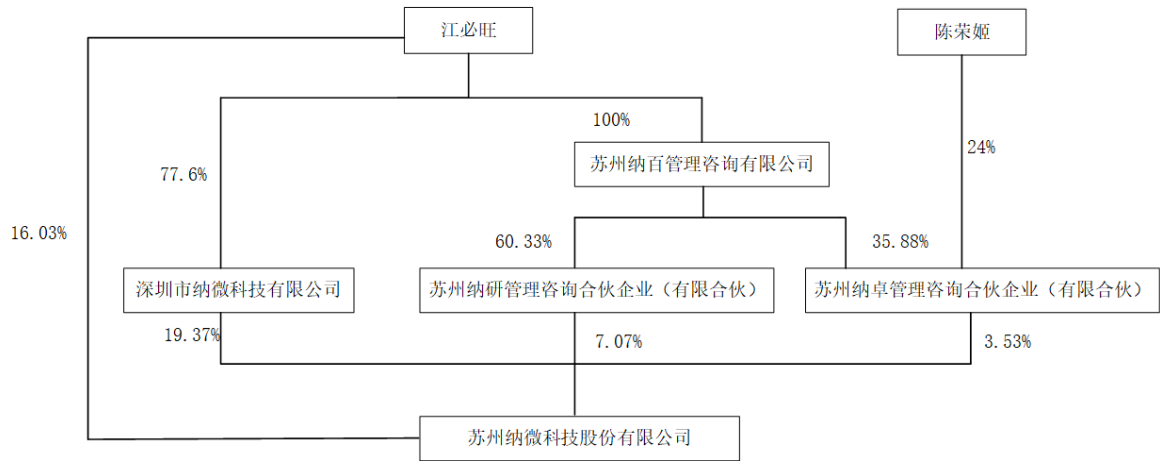 江必旺
陈荣姬
100%
苏州纳百管理咨询有限公司
24%
77.6%
16.03%
60.33%
35.88%
深圳市纳微科技有限公司
苏州纳研管理咨询合伙企业（有限合伙）
苏州纳卓管理咨询合伙企业（有限合伙）
19.37%
7.07%
3.53%
苏州纳微科技股份有限公司